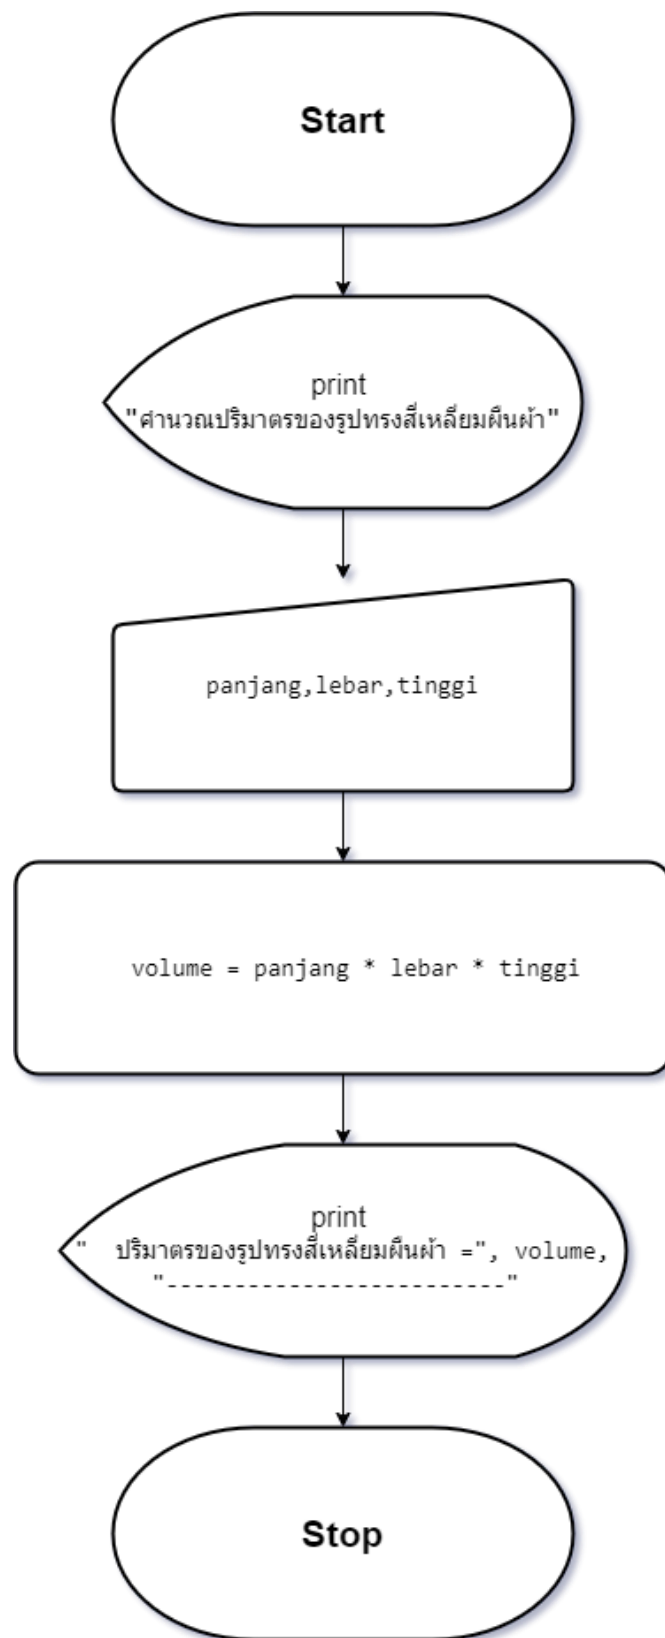 Start
print
"คำนวณปริมาตรของรูปทรงสี่เหลี่ยมผืนผ้า"
panjang,lebar,tinggi
volume = panjang * lebar * tinggi
print
"  ปริมาตรของรูปทรงสี่เหลี่ยมผืนผ้า =", volume,
"-------------------------"
Stop